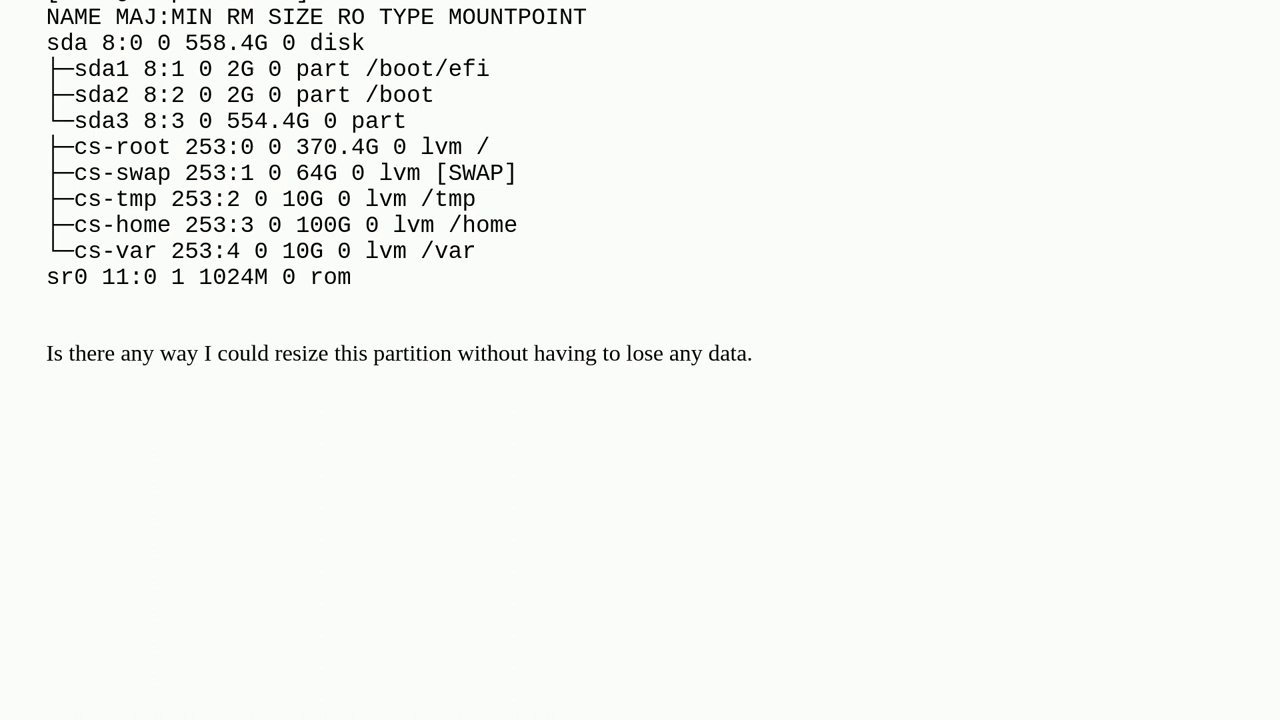 NAME MAJ:MIN RM SIZE RO TYPE MOUNTPOINT
sda 8:0 0 558.4G 0 disk
├─sda1 8:1 0 2G 0 part /boot/efi
├─sda2 8:2 0 2G 0 part /boot
└─sda3 8:3 0 554.4G 0 part
├─cs-root 253:0 0 370.4G 0 lvm /
├─cs-swap 253:1 0 64G 0 lvm [SWAP]
├─cs-tmp 253:2 0 10G 0 lvm /tmp
├─cs-home 253:3 0 100G 0 lvm /home
└─cs-var 253:4 0 10G 0 lvm /var
sr0 11:0 1 1024M 0 rom
Is there any way I could resize this partition without having to lose any data.